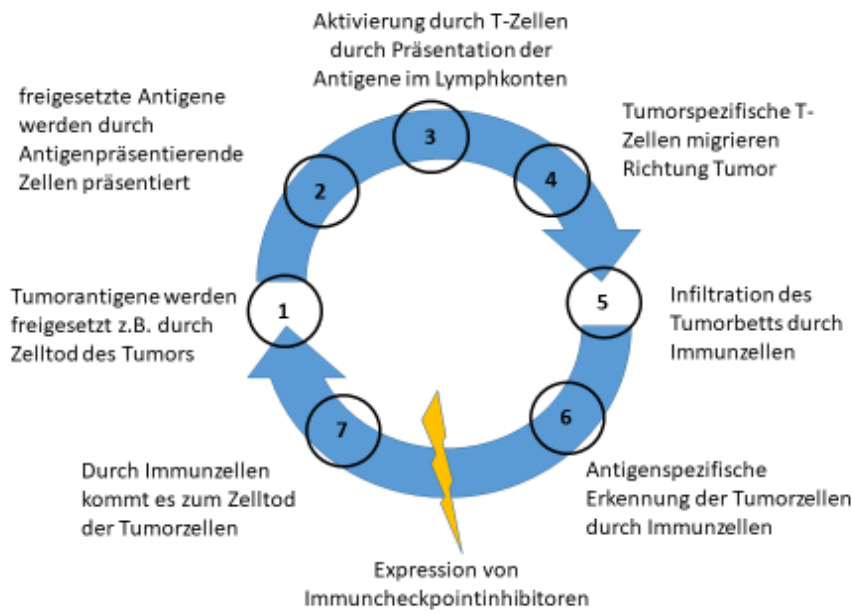 Aktivierung durch T-Zellen
durch Präsentation der
Antigene im Lymphkonten
freigesetzte Antigene
werden durch
Antigenpräsentierende
Zellen präsentiert
Tumorspezifische T-
Zellen migrieren
Richtung Tumor
3
2
4
Tumorantigene werden
freigesetzt z.B. durch
Zelltod des Tumors
1
5
Infiltration des
Tumorbetts durch
Immunzellen
7
6
Durch Immunzellen
kommt es zum Zelltod
der Tumorzellen
Antigenspezifische
Erkennung der Tumorzellen
durch Immunzellen
Expression von
Immuncheckpointinhibitoren